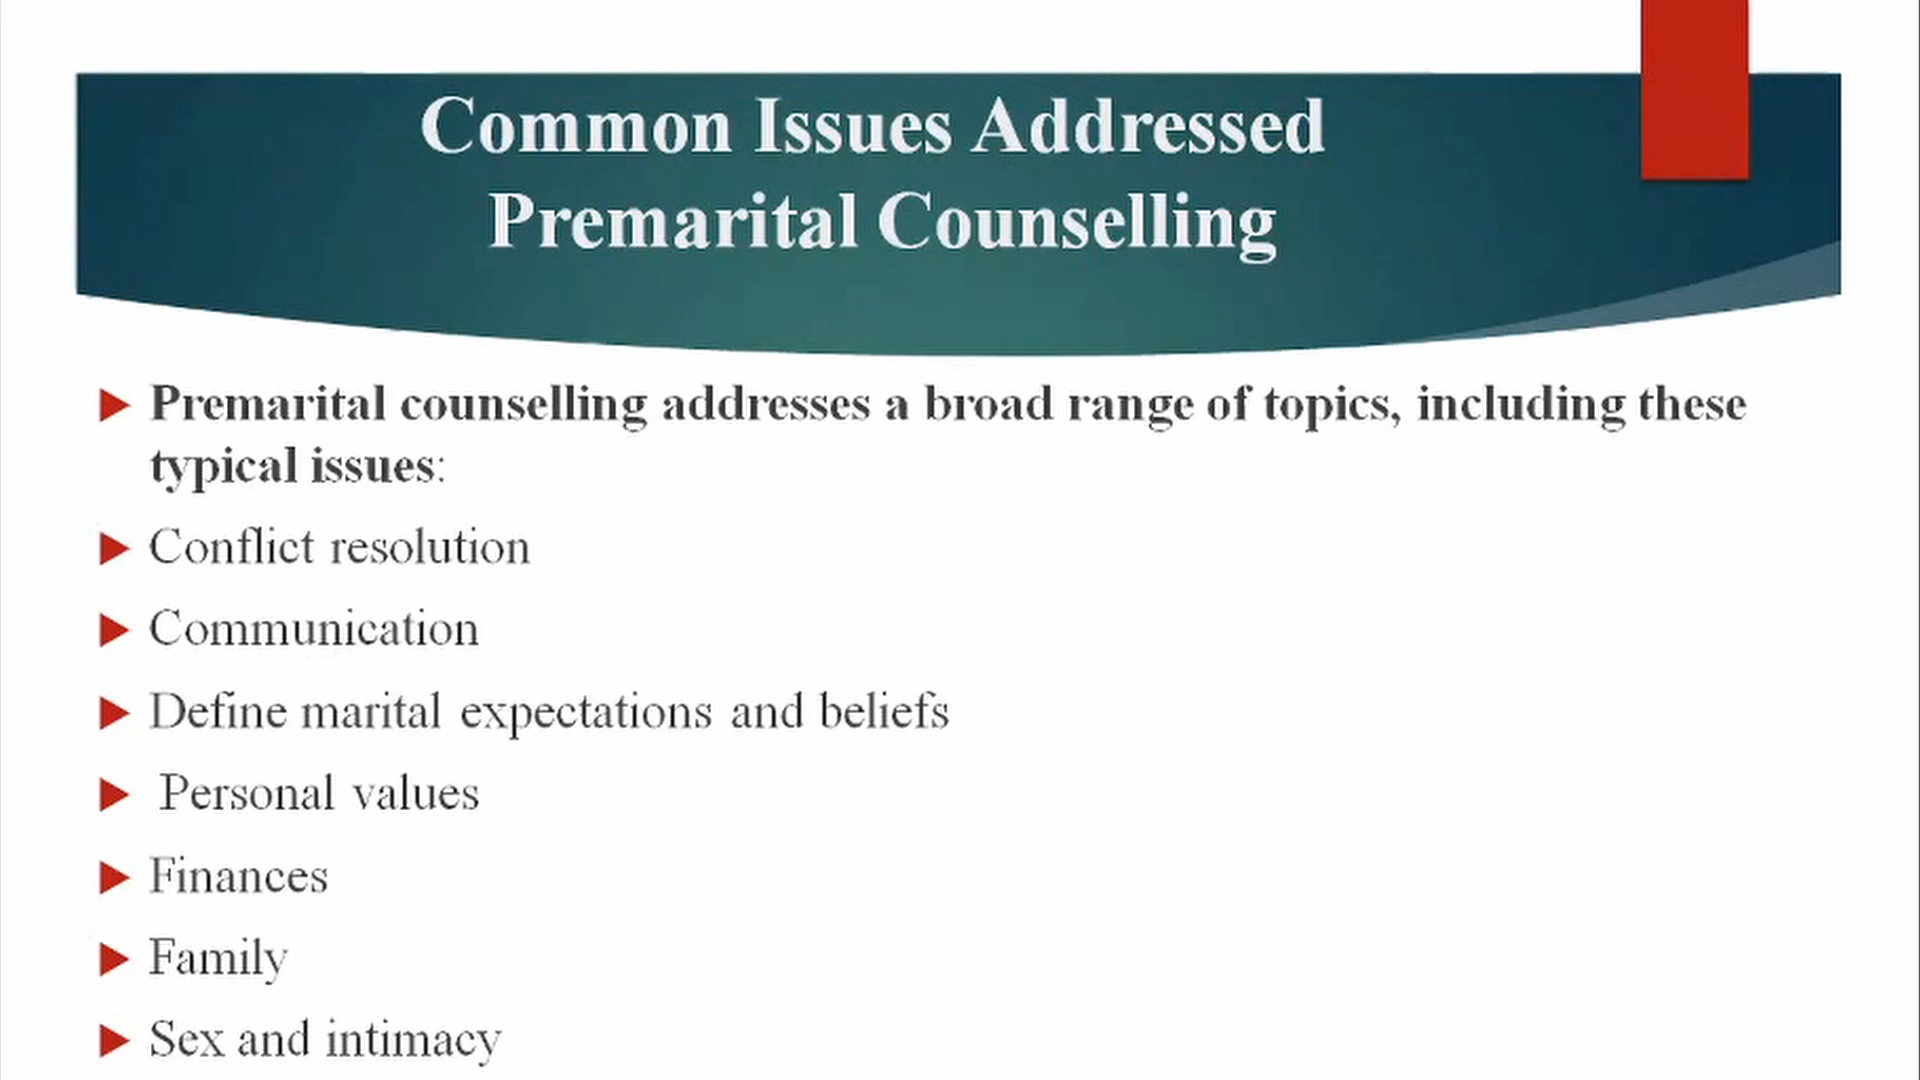 Common Issues Addressed
Premarital Counselling
Premarital counselling addresses a broad range of topics, including these
typical issues:
Conflict resolution
Communication
Define marital expectations and beliefs
Personal values
Finances
Family
Sex and intimacy